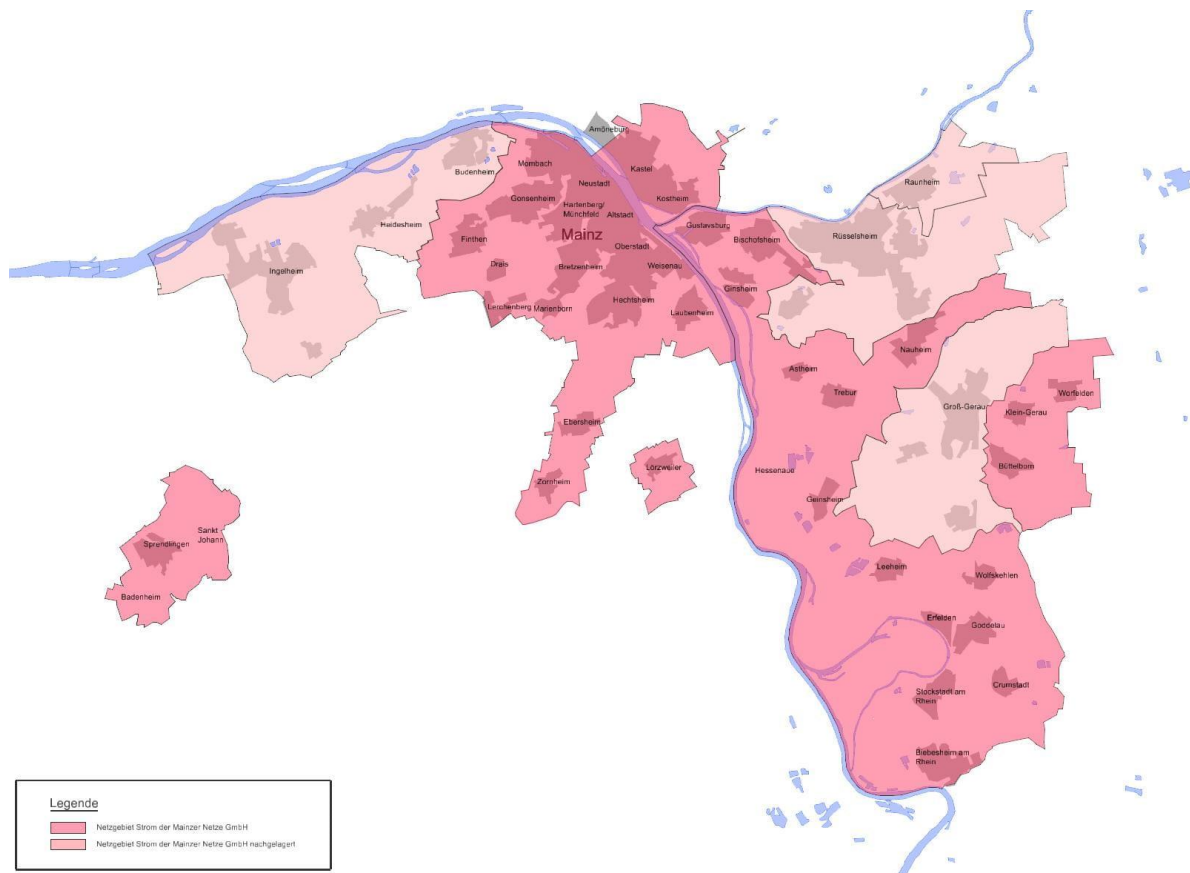 Amöneburg
Mombach
Kastel
Budenheim
Neustadt
Raunheim
Gonsenheim
Kostheim
Hartenberg/
Münchfeld
Altstadt
Heidesheim
Gustavsburg
Mainz
Rüsselsheim
Finthen
Bischofsheim
Oberstadt
Drais
Bretzenheim
Weisenau
Ingelheim
Ginsheim
Hechtsheim
Lerchenberg
Marienborn
Laubenheim
Nauheim
Astheim
Trebur
Worfelden
Groß-Gerau
Klein-Gerau
Ebersheim
Büttelborn
Lörzweiler
Hessenaue
Zornheim
Geinsheim
Sankt
Johann
Sprendlingen
Leeheim
Wolfskehlen
Badenheim
Erfelden
Goddelau
Crumstadt
Stockstadt am
Rhein
Biebesheim am
Rhein
Legende
Netzgebiet Strom der Mainzer Netze GmbH
Netzgebiet Strom der Mainzer Netze GmbH nachgelagert